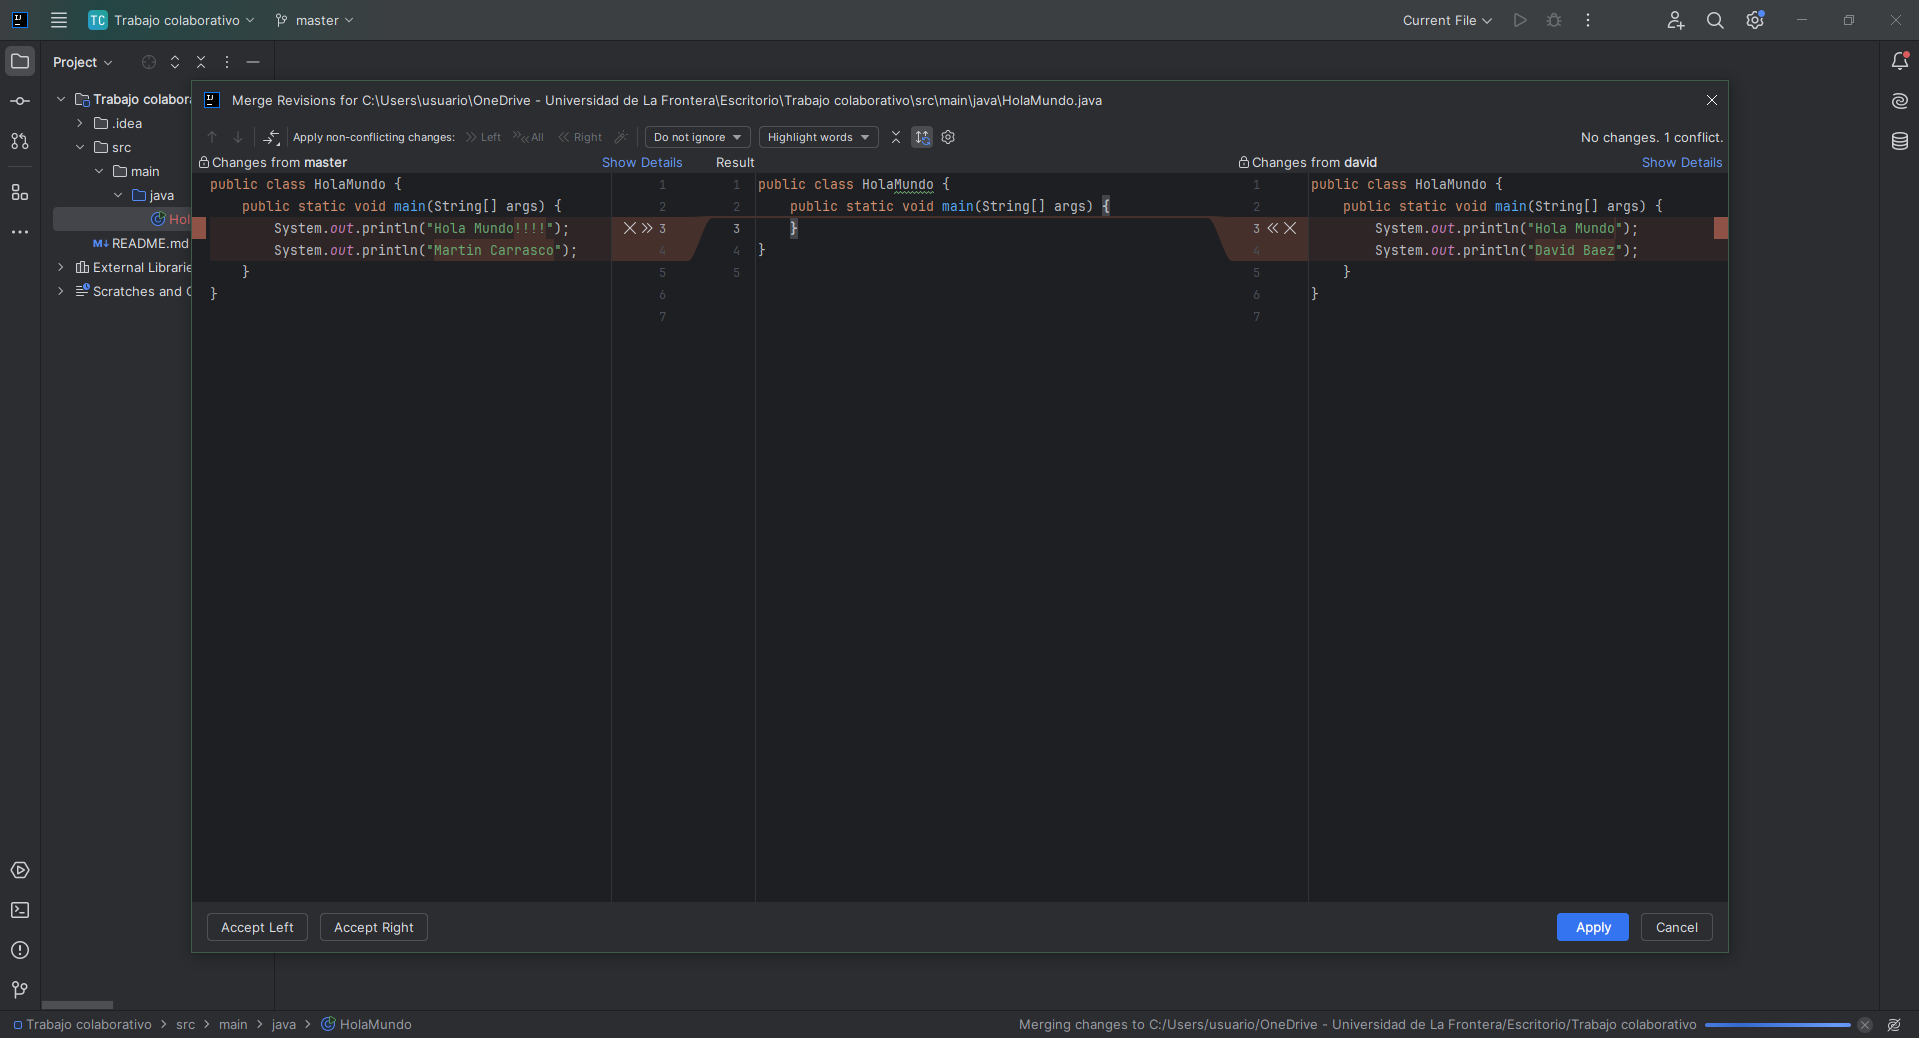 TC Trabajo colaborativo
master
Current File
Project
Trabajo colabora
.idea
src
main
java
Hol
README.md
External Librarie
Scratches and C
Merge Revisions for C:\Users\usuario\OneDrive - Universidad de La Frontera\Escritorio\Trabajo colaborativo\src\main\java\HolaMundo.java
Apply non-conflicting changes: Left All Right Do not ignore Highlight words No changes. 1 conflict.
Changes from master Show Details Result Changes from david Show Details
public class HolaMundo {
public static void main(String[] args) {
System.out.println("Hola Mundo!!!!");
System.out.println("Martin Carrasco");
}
}
1
2
3
4
5
6
7
1
2
3
4
5
public class HolaMundo {
public static void main(String[] args) {
}
}
1
2
3
4
5
6
7
public class HolaMundo {
public static void main(String[] args) {
System.out.println("Hola Mundo");
System.out.println("David Baez");
}
}
Accept Left Accept Right Apply Cancel
Trabajo colaborativo > src > main > java > HolaMundo
Merging changes to C:/Users/usuario/OneDrive - Universidad de La Frontera/Escritorio/Trabajo colaborativo